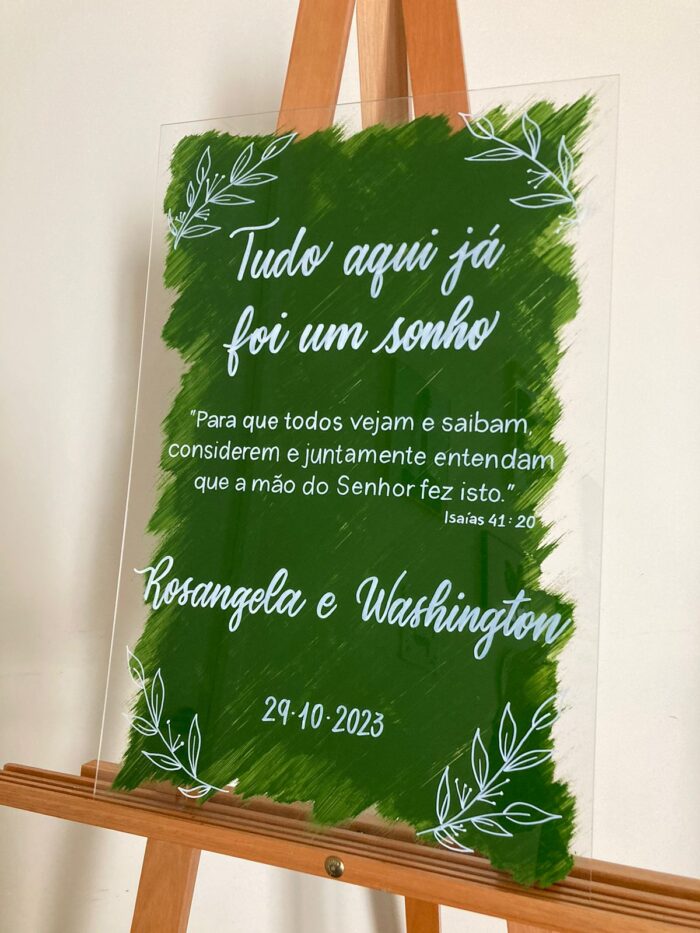 Tudo aqui já
foi um sonho
"Para que todos vejam e saibam,
considerem e juntamente entendam
que a mão do Senhor fez isto."
Isaías 41:20
Rosangela e Washington
29·10·2023